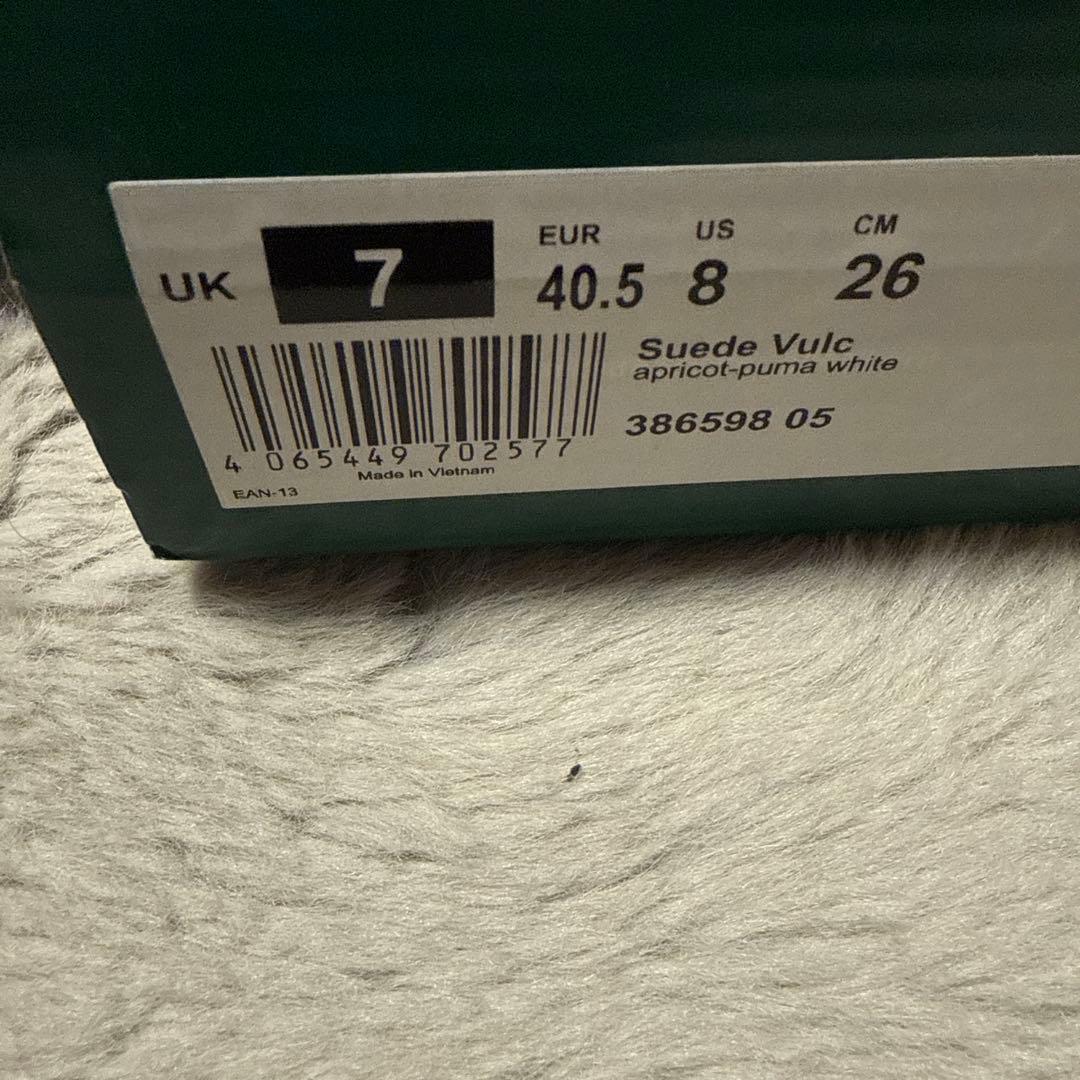 UK 7 EUR 40.5 US 8 CM 26
Suede Vulc
apricot-puma white
386598 05
4 065449 702577
Made in Vietnam
EAN-13